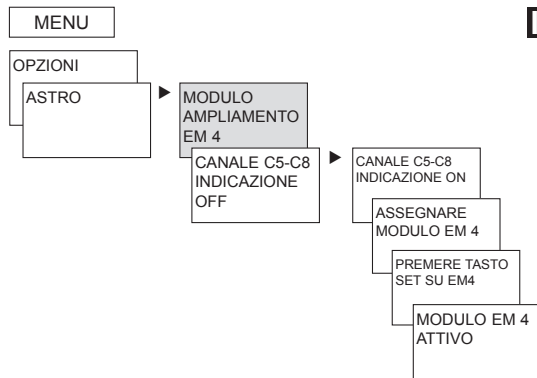 MENU
OPZIONI
ASTRO
MODULO
AMPLIAMENTO
EM 4
CANALE C5-C8
INDICAZIONE
OFF
CANALE C5-C8
INDICAZIONE ON
ASSEGNARE
MODULO EM 4
PREMERE TASTO
SET SU EM4
MODULO EM 4
ATTIVO